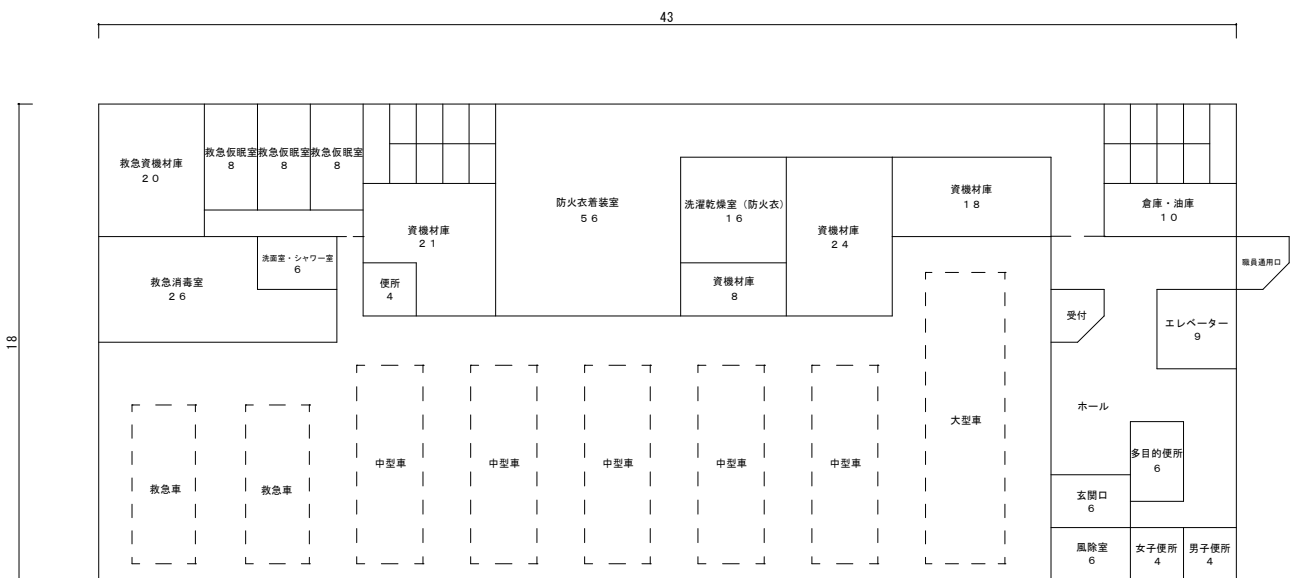 43
18
救急資機材庫
20
救急仮眠室
8
救急仮眠室
8
救急仮眠室
8
資機材庫
21
便所
4
防火衣着装室
56
洗濯乾燥室（防火衣）
16
資機材庫
8
資機材庫
24
資機材庫
18
倉庫・油庫
10
職員通用口
洗面室・シャワー室
6
救急消毒室
26
受付
エレベーター
9
ホール
多目的便所
6
玄関口
6
風除室
6
女子便所
4
男子便所
4
救急車
救急車
中型車
中型車
中型車
中型車
中型車
大型車